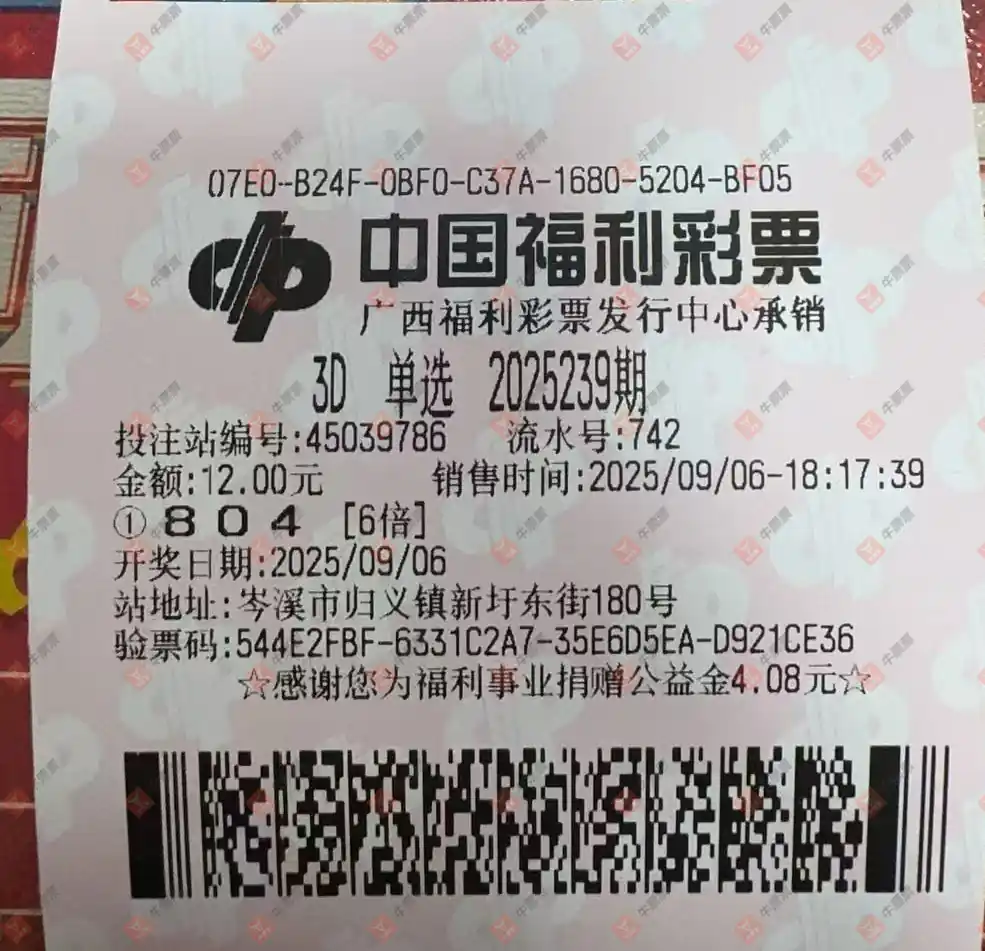 07E0-B24F-0BF0-C37A-1680-5204-BF05
中国福利彩票
广西福利彩票发行中心承销
3D 单选 2025239期
投注站编号:45039786 流水号:742
金额:12.00元 销售时间:2025/09/06-18:17:39
① 8 0 4 [6倍]
开奖日期:2025/09/06
站地址:岑溪市归义镇新圩东街180号
验票码:544E2FBF-6331C2A7-35E6D5EA-D921CE36
☆感谢您为福利事业捐赠公益金4.08元☆